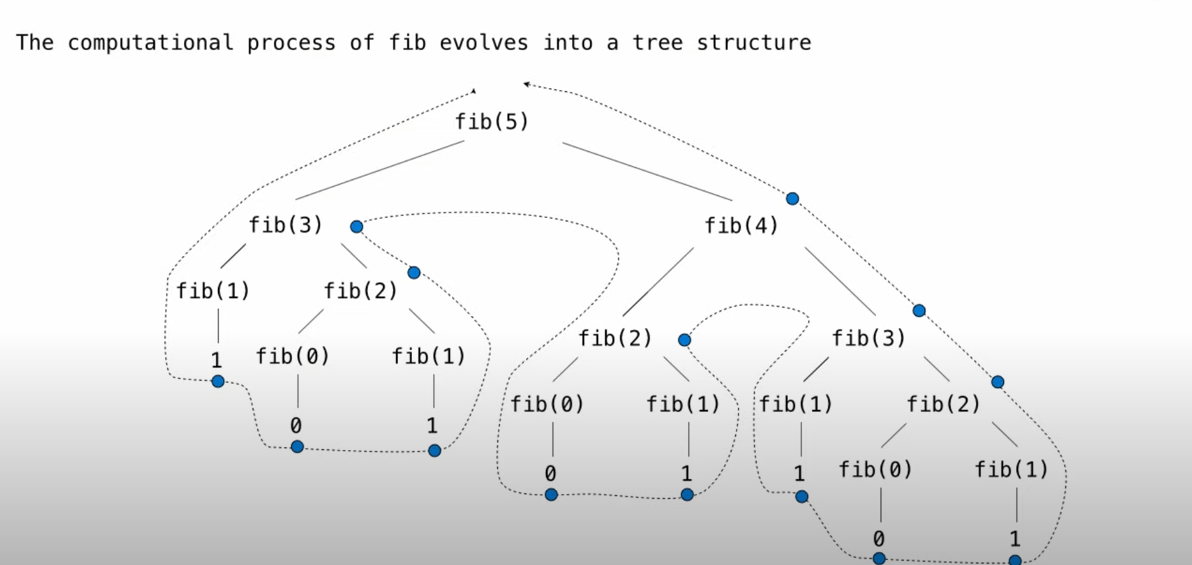 The computational process of fib evolves into a tree structure
fib(5)
fib(3) fib(4)
fib(1) fib(2)
fib(2) fib(3)
1 fib(0) fib(1)
fib(0) fib(1) fib(1) fib(2)
0 1
0 1 1 fib(0) fib(1)
0 1